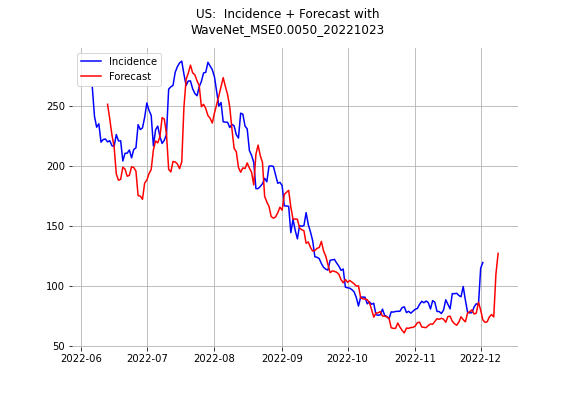 US:  Incidence + Forecast with
WaveNet_MSE0.0050_20221023
Incidence
Forecast
250
200
150
100
50
2022-06 2022-07 2022-08 2022-09 2022-10 2022-11 2022-12